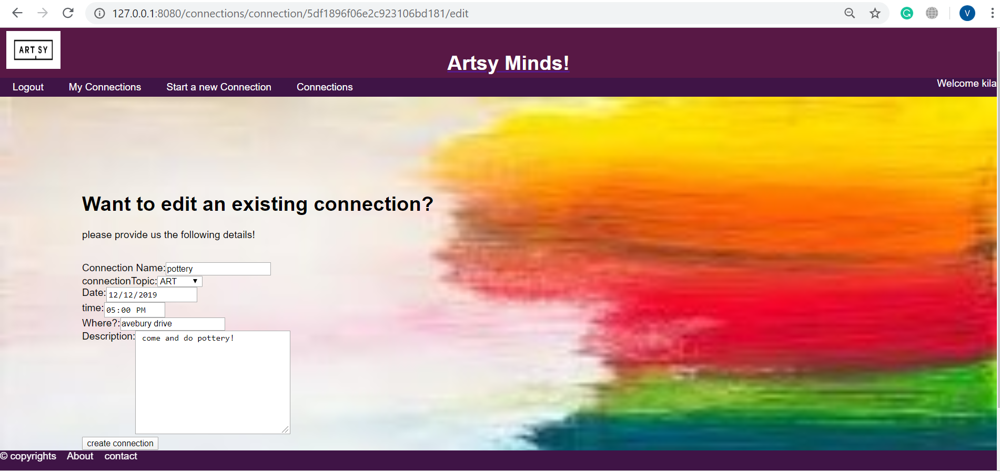 127.0.0.1:8080/connections/connection/5df1896f06e2c923106bd181/edit
G
V
ART SY
Artsy Minds!
Logout My Connections Start a new Connection Connections Welcome kila
Want to edit an existing connection?
please provide us the following details!
Connection Name: pottery
connectionTopic: ART
Date: 12/12/2019
time: 05:00 PM
Where?: avebury drive
Description: come and do pottery!
create connection
© copyrights About contact